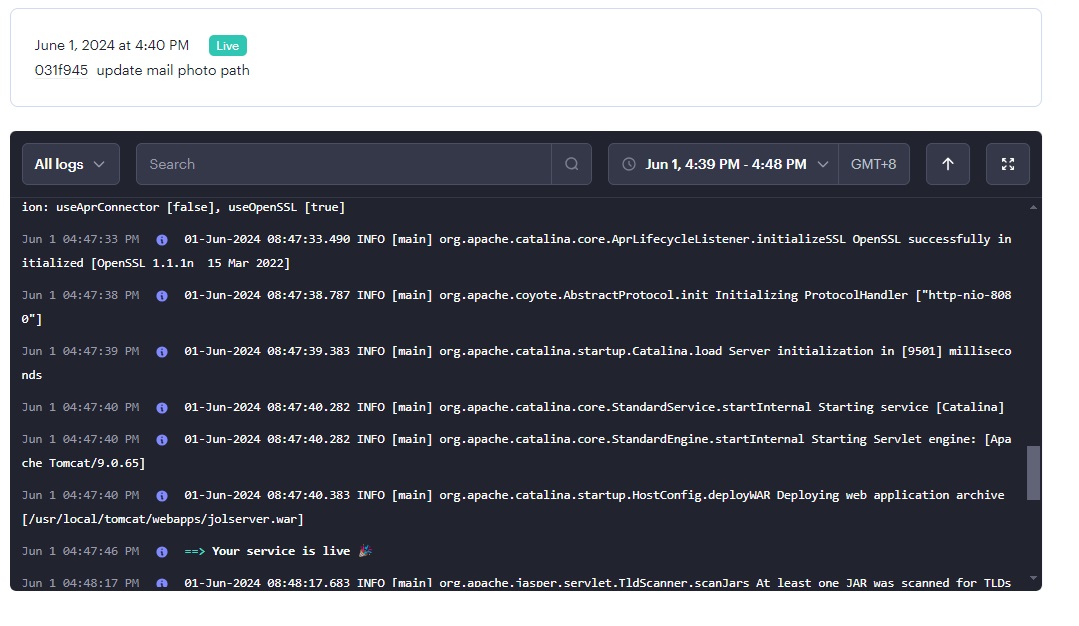 June 1, 2024 at 4:40 PM Live
031f945 update mail photo path
All logs Search Jun 1, 4:39 PM - 4:48 PM GMT+8
ion: useAprConnector [false], useOpenSSL [true]
Jun 1 04:47:33 PM 01-Jun-2024 08:47:33.490 INFO [main] org.apache.catalina.core.AprLifecycleListener.initializeSSL OpenSSL successfully in
itialized [OpenSSL 1.1.1n  15 Mar 2022]
Jun 1 04:47:38 PM 01-Jun-2024 08:47:38.787 INFO [main] org.apache.coyote.AbstractProtocol.init Initializing ProtocolHandler ["http-nio-808
0"]
Jun 1 04:47:39 PM 01-Jun-2024 08:47:39.383 INFO [main] org.apache.catalina.startup.Catalina.load Server initialization in [9501] milliseco
nds
Jun 1 04:47:40 PM 01-Jun-2024 08:47:40.282 INFO [main] org.apache.catalina.core.StandardService.startInternal Starting service [Catalina]
Jun 1 04:47:40 PM 01-Jun-2024 08:47:40.282 INFO [main] org.apache.catalina.core.StandardEngine.startInternal Starting Servlet engine: [Apa
che Tomcat/9.0.65]
Jun 1 04:47:40 PM 01-Jun-2024 08:47:40.383 INFO [main] org.apache.catalina.startup.HostConfig.deployWAR Deploying web application archive
[/usr/local/tomcat/webapps/jolserver.war]
Jun 1 04:47:46 PM ==> Your service is live 🎉
Jun 1 04:48:17 PM 01-Jun-2024 08:48:17.683 INFO [main] org.apache.jasper.servlet.TldScanner.scanJars At least one JAR was scanned for TLDs